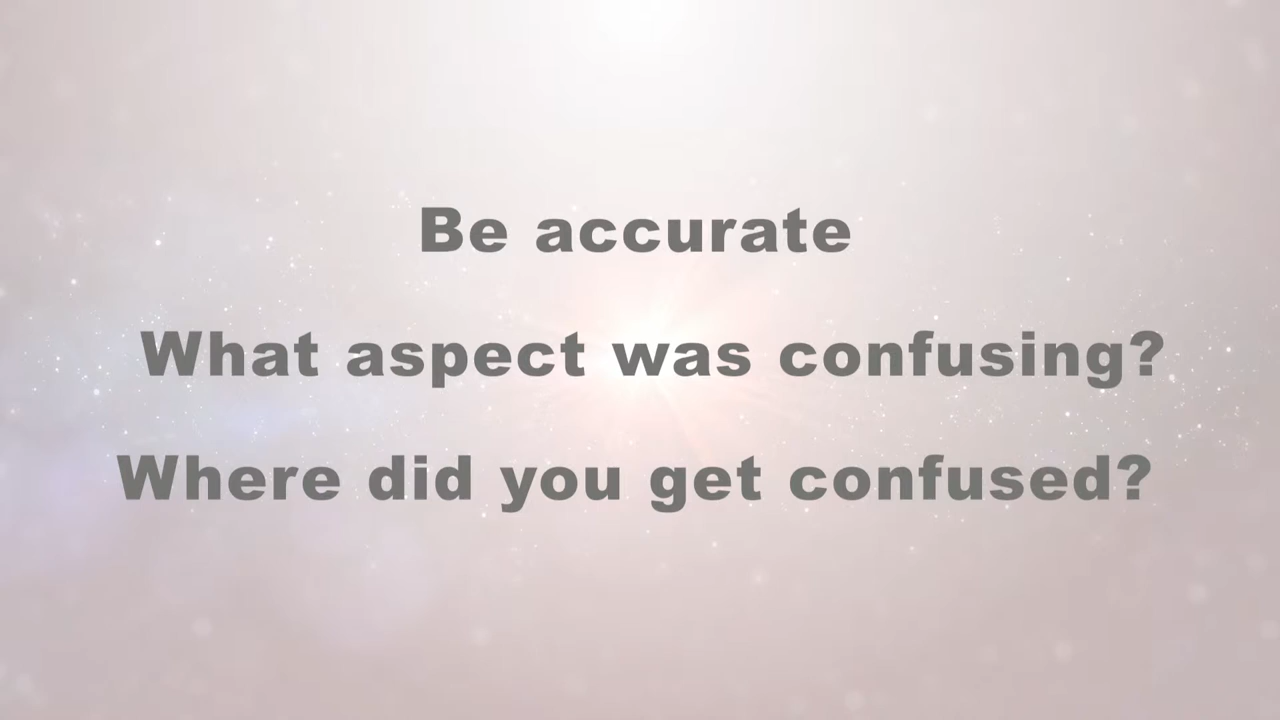 Be accurate
What aspect was confusing?
Where did you get confused?